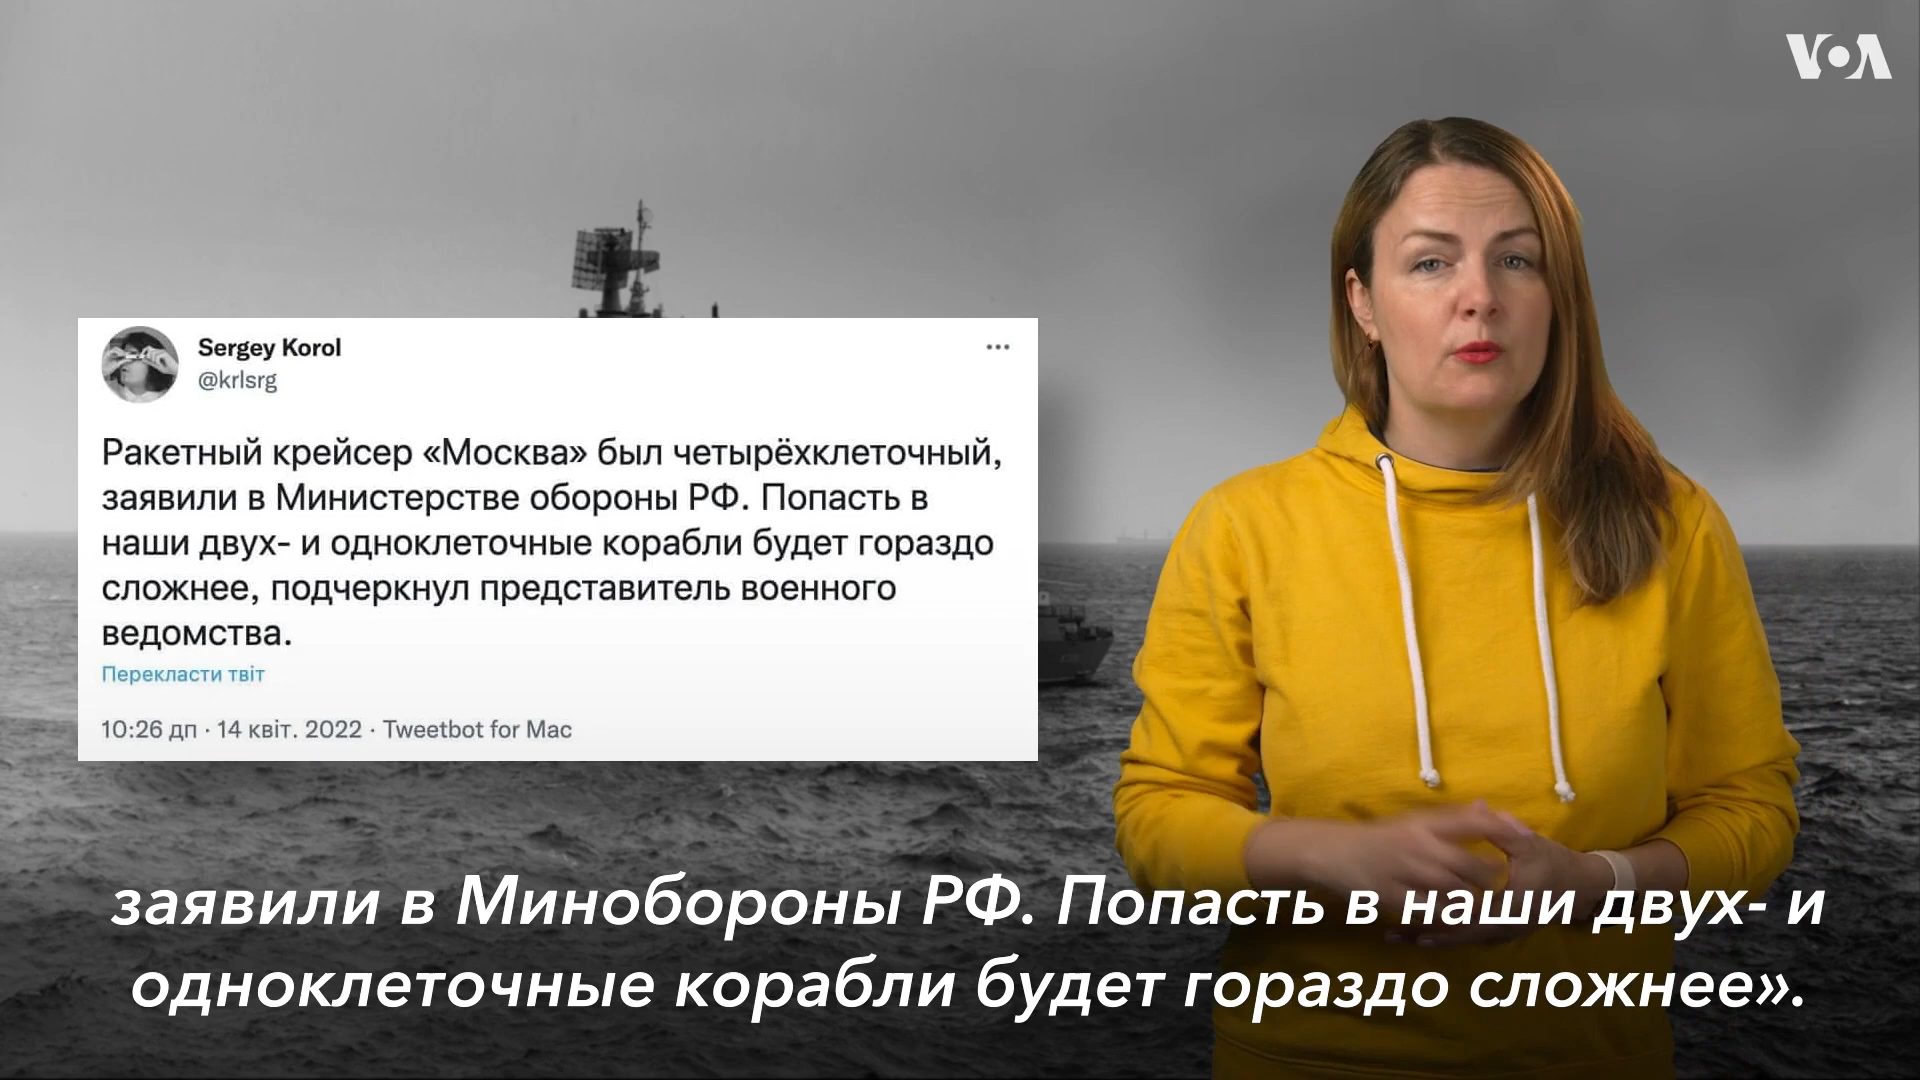 VOA
Sergey Korol
@krlsrg
Ракетный крейсер «Москва» был четырёхклеточный,
заявили в Министерстве обороны РФ. Попасть в
наши двух- и одноклеточные корабли будет гораздо
сложнее, подчеркнул представитель военного
ведомства.
Перекласти твіт
10:26 дп · 14 квіт. 2022 · Tweetbot for Mac
заявили в Минобороны РФ. Попасть в наши двух- и
одноклеточные корабли будет гораздо сложнее».